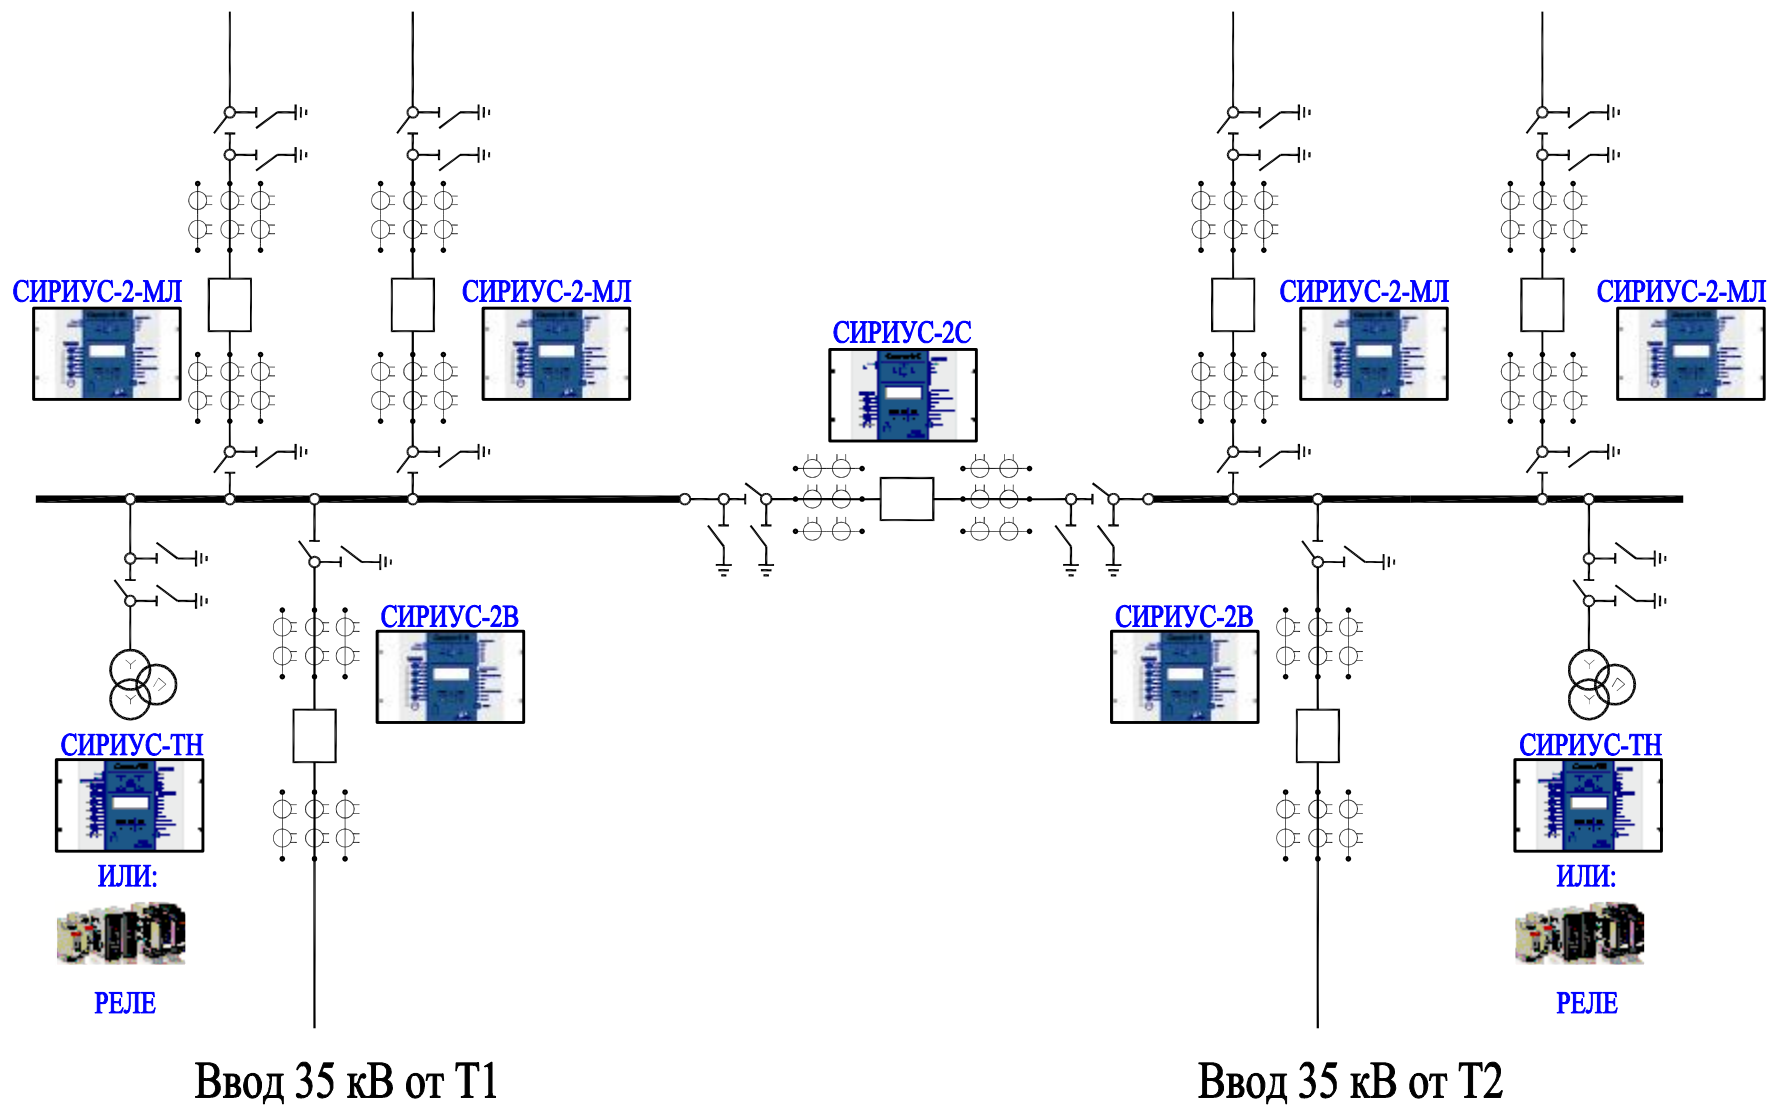 СИРИУС-2-МЛ
СИРИУС-2-МЛ
СИРИУС-2С
СИРИУС-2-МЛ
СИРИУС-2-МЛ
СИРИУС-2В
СИРИУС-2В
СИРИУС-ТН
СИРИУС-ТН
ИЛИ:
ИЛИ:
РЕЛЕ
РЕЛЕ
Ввод 35 кВ от Т1
Ввод 35 кВ от Т2